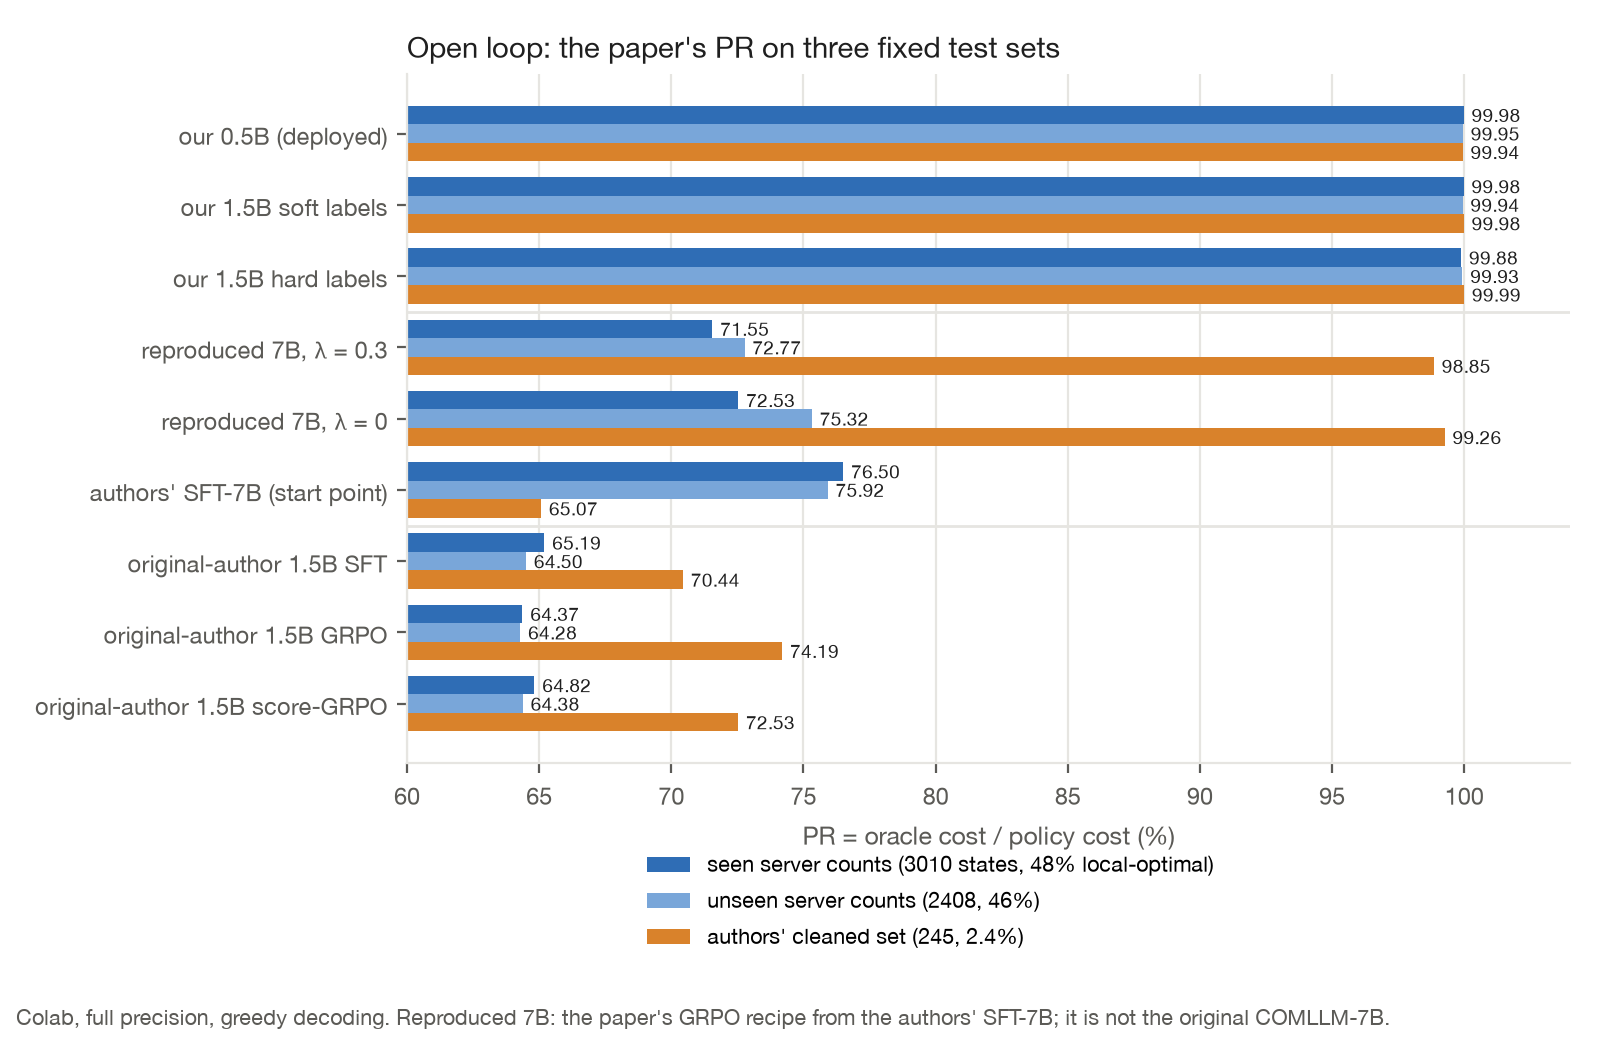 Open loop: the paper's PR on three fixed test sets
our 0.5B (deployed)
99.98
99.95
99.94
our 1.5B soft labels
99.98
99.94
99.98
our 1.5B hard labels
99.88
99.93
99.99
reproduced 7B, λ = 0.3
71.55
72.77
98.85
reproduced 7B, λ = 0
72.53
75.32
99.26
authors' SFT-7B (start point)
76.50
75.92
65.07
original-author 1.5B SFT
65.19
64.50
70.44
original-author 1.5B GRPO
64.37
64.28
74.19
original-author 1.5B score-GRPO
64.82
64.38
72.53
60 65 70 75 80 85 90 95 100
PR = oracle cost / policy cost (%)
seen server counts (3010 states, 48% local-optimal)
unseen server counts (2408, 46%)
authors' cleaned set (245, 2.4%)
Colab, full precision, greedy decoding. Reproduced 7B: the paper's GRPO recipe from the authors' SFT-7B; it is not the original COMLLM-7B.